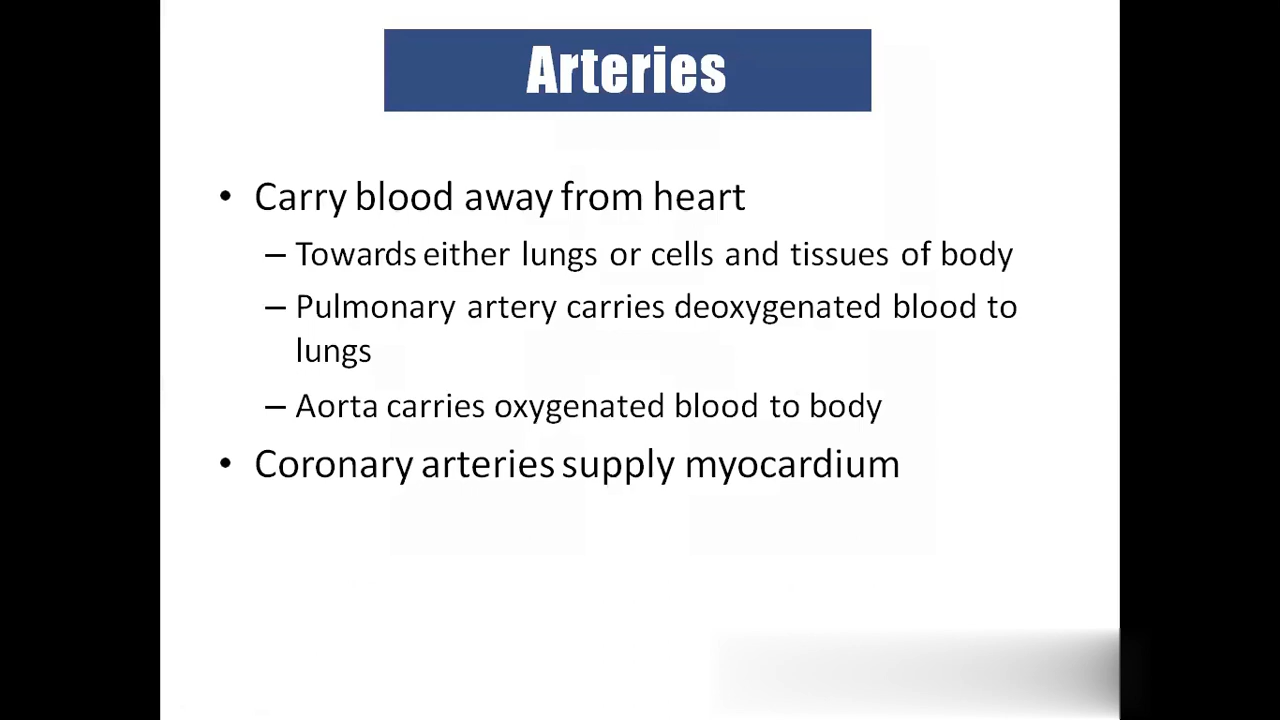 Arteries
• Carry blood away from heart
– Towards either lungs or cells and tissues of body
– Pulmonary artery carries deoxygenated blood to
lungs
– Aorta carries oxygenated blood to body
• Coronary arteries supply myocardium